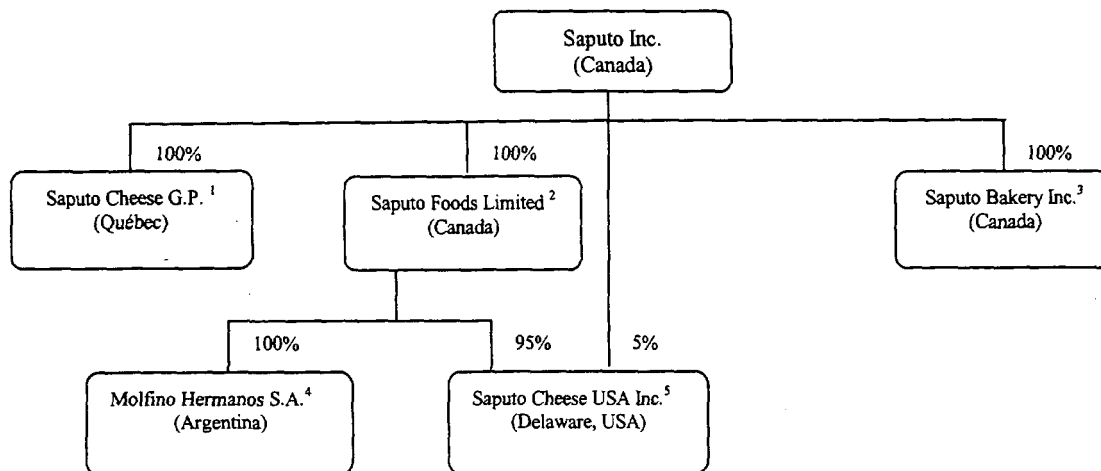 Saputo Inc.
(Canada)
100%
100%
100%
Saputo Cheese G.P. 1
(Québec)
Saputo Foods Limited 2
(Canada)
Saputo Bakery Inc.3
(Canada)
100%
95%
5%
Molfino Hermanos S.A.4
(Argentina)
Saputo Cheese USA Inc.5
(Delaware, USA)